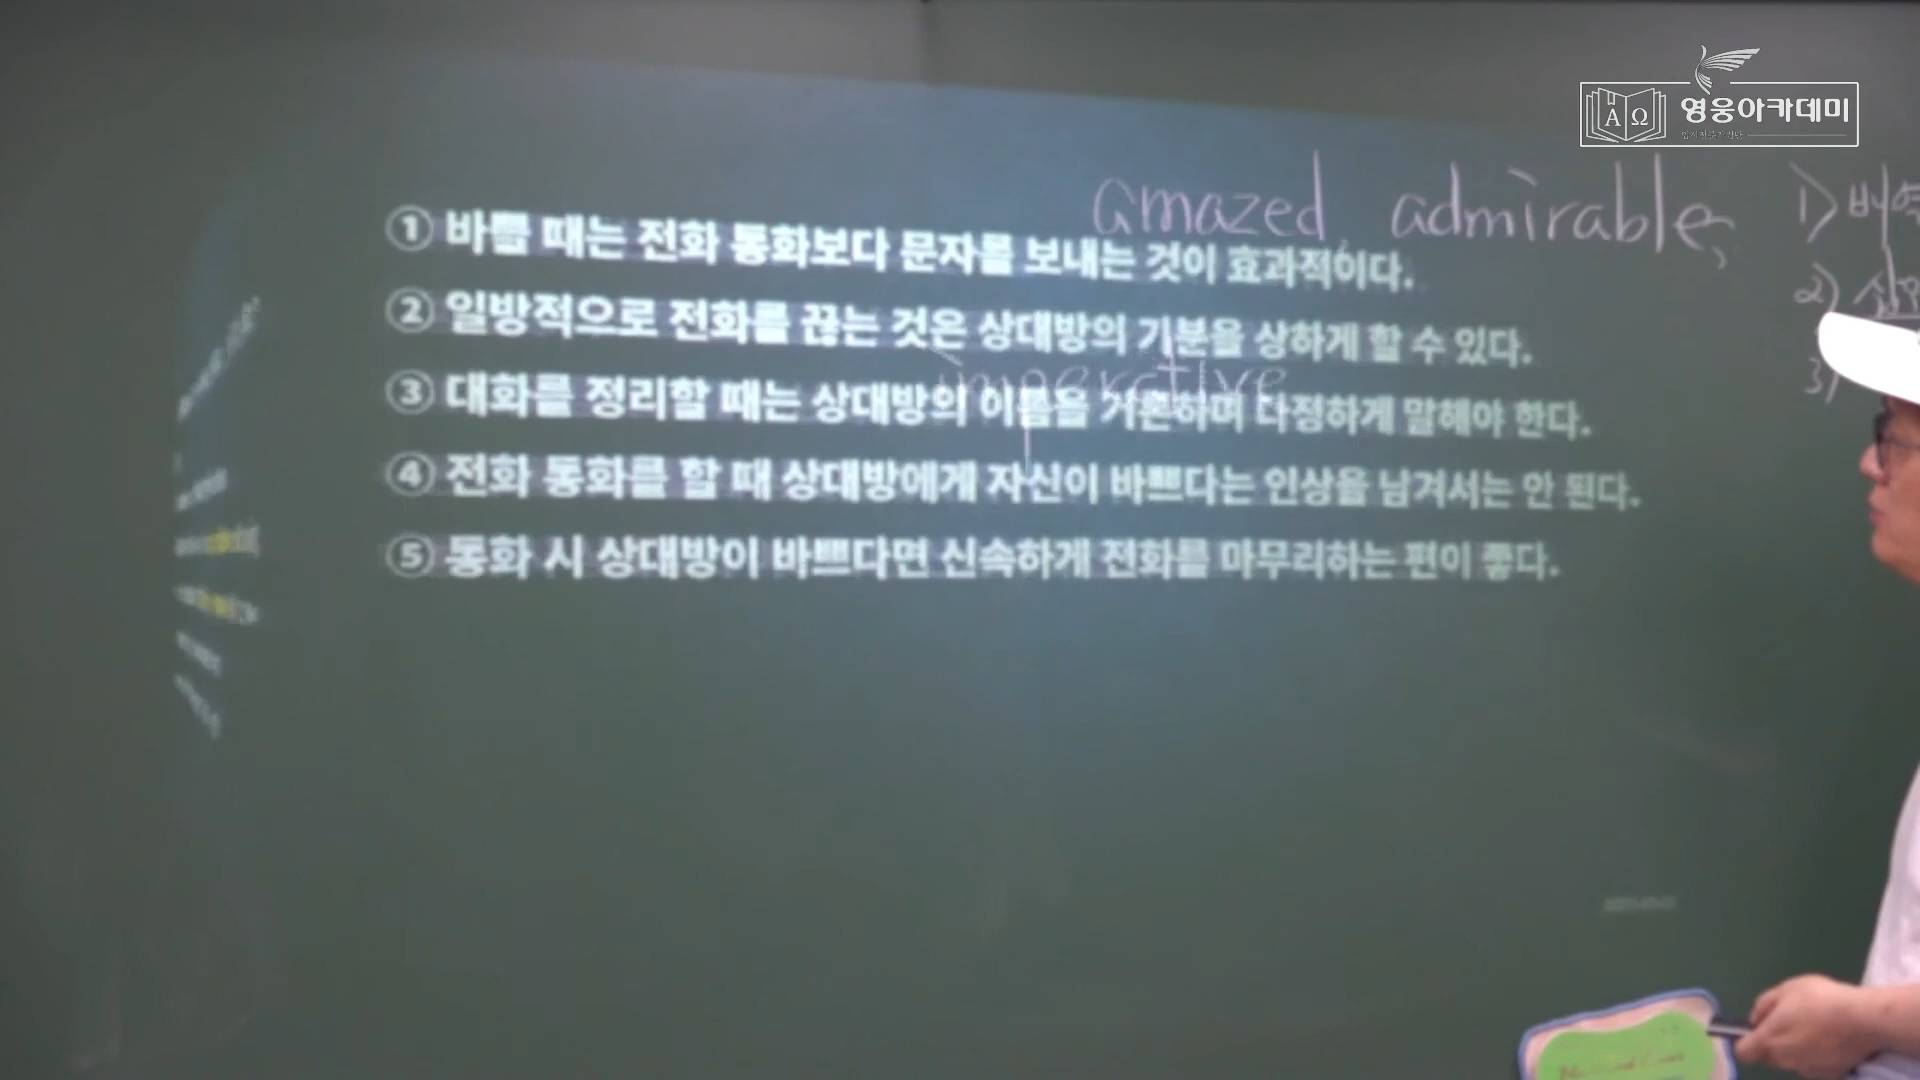 영웅아카데미
amazed admirable,
① 바쁠 때는 전화 통화보다 문자를 보내는 것이 효과적이다.
② 일방적으로 전화를 끊는 것은 상대방의 기분을 상하게 할 수 있다.
imperative
③ 대화를 정리할 때는 상대방의 이름을 거론하며 다정하게 말해야 한다.
④ 전화 통화를 할 때 상대방에게 자신이 바쁘다는 인상을 남겨서는 안 된다.
⑤ 통화 시 상대방이 바쁘다면 신속하게 전화를 마무리하는 편이 좋다.
1)
2)
3)